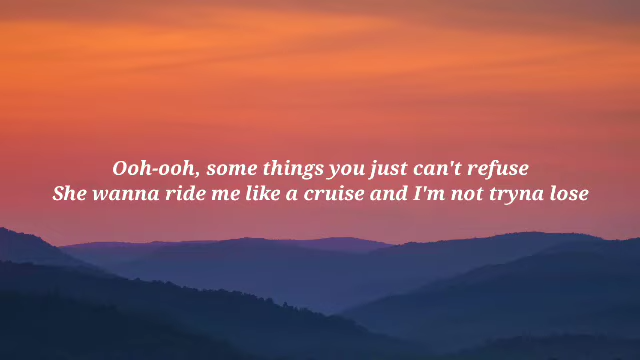 Ooh-ooh, some things you just can't refuse
She wanna ride me like a cruise and I'm not tryna lose